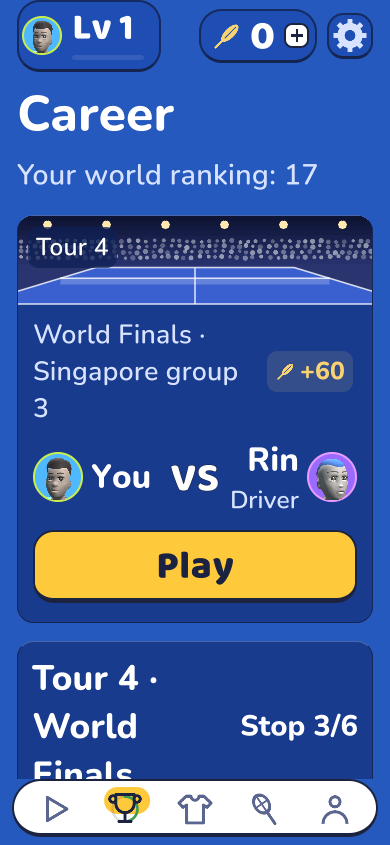 Lv 1
0
Career
Your world ranking: 17
Tour 4
World Finals ·
Singapore group
3
+60
You vs Rin
Driver
Play
Tour 4 ·
World
Finals
Stop 3/6